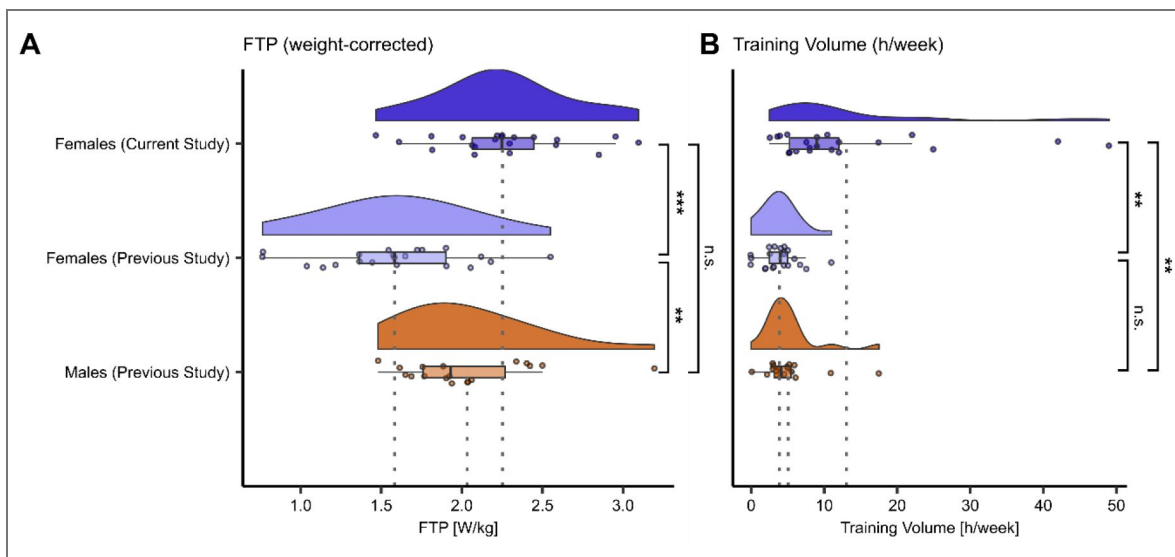 A
FTP (weight-corrected)
Females (Current Study)
Females (Previous Study)
Males (Previous Study)
***
**
n.s.
1.0 1.5 2.0 2.5 3.0
FTP [W/kg]
B
Training Volume (h/week)
**
n.s.
**
0 10 20 30 40 50
Training Volume [h/week]